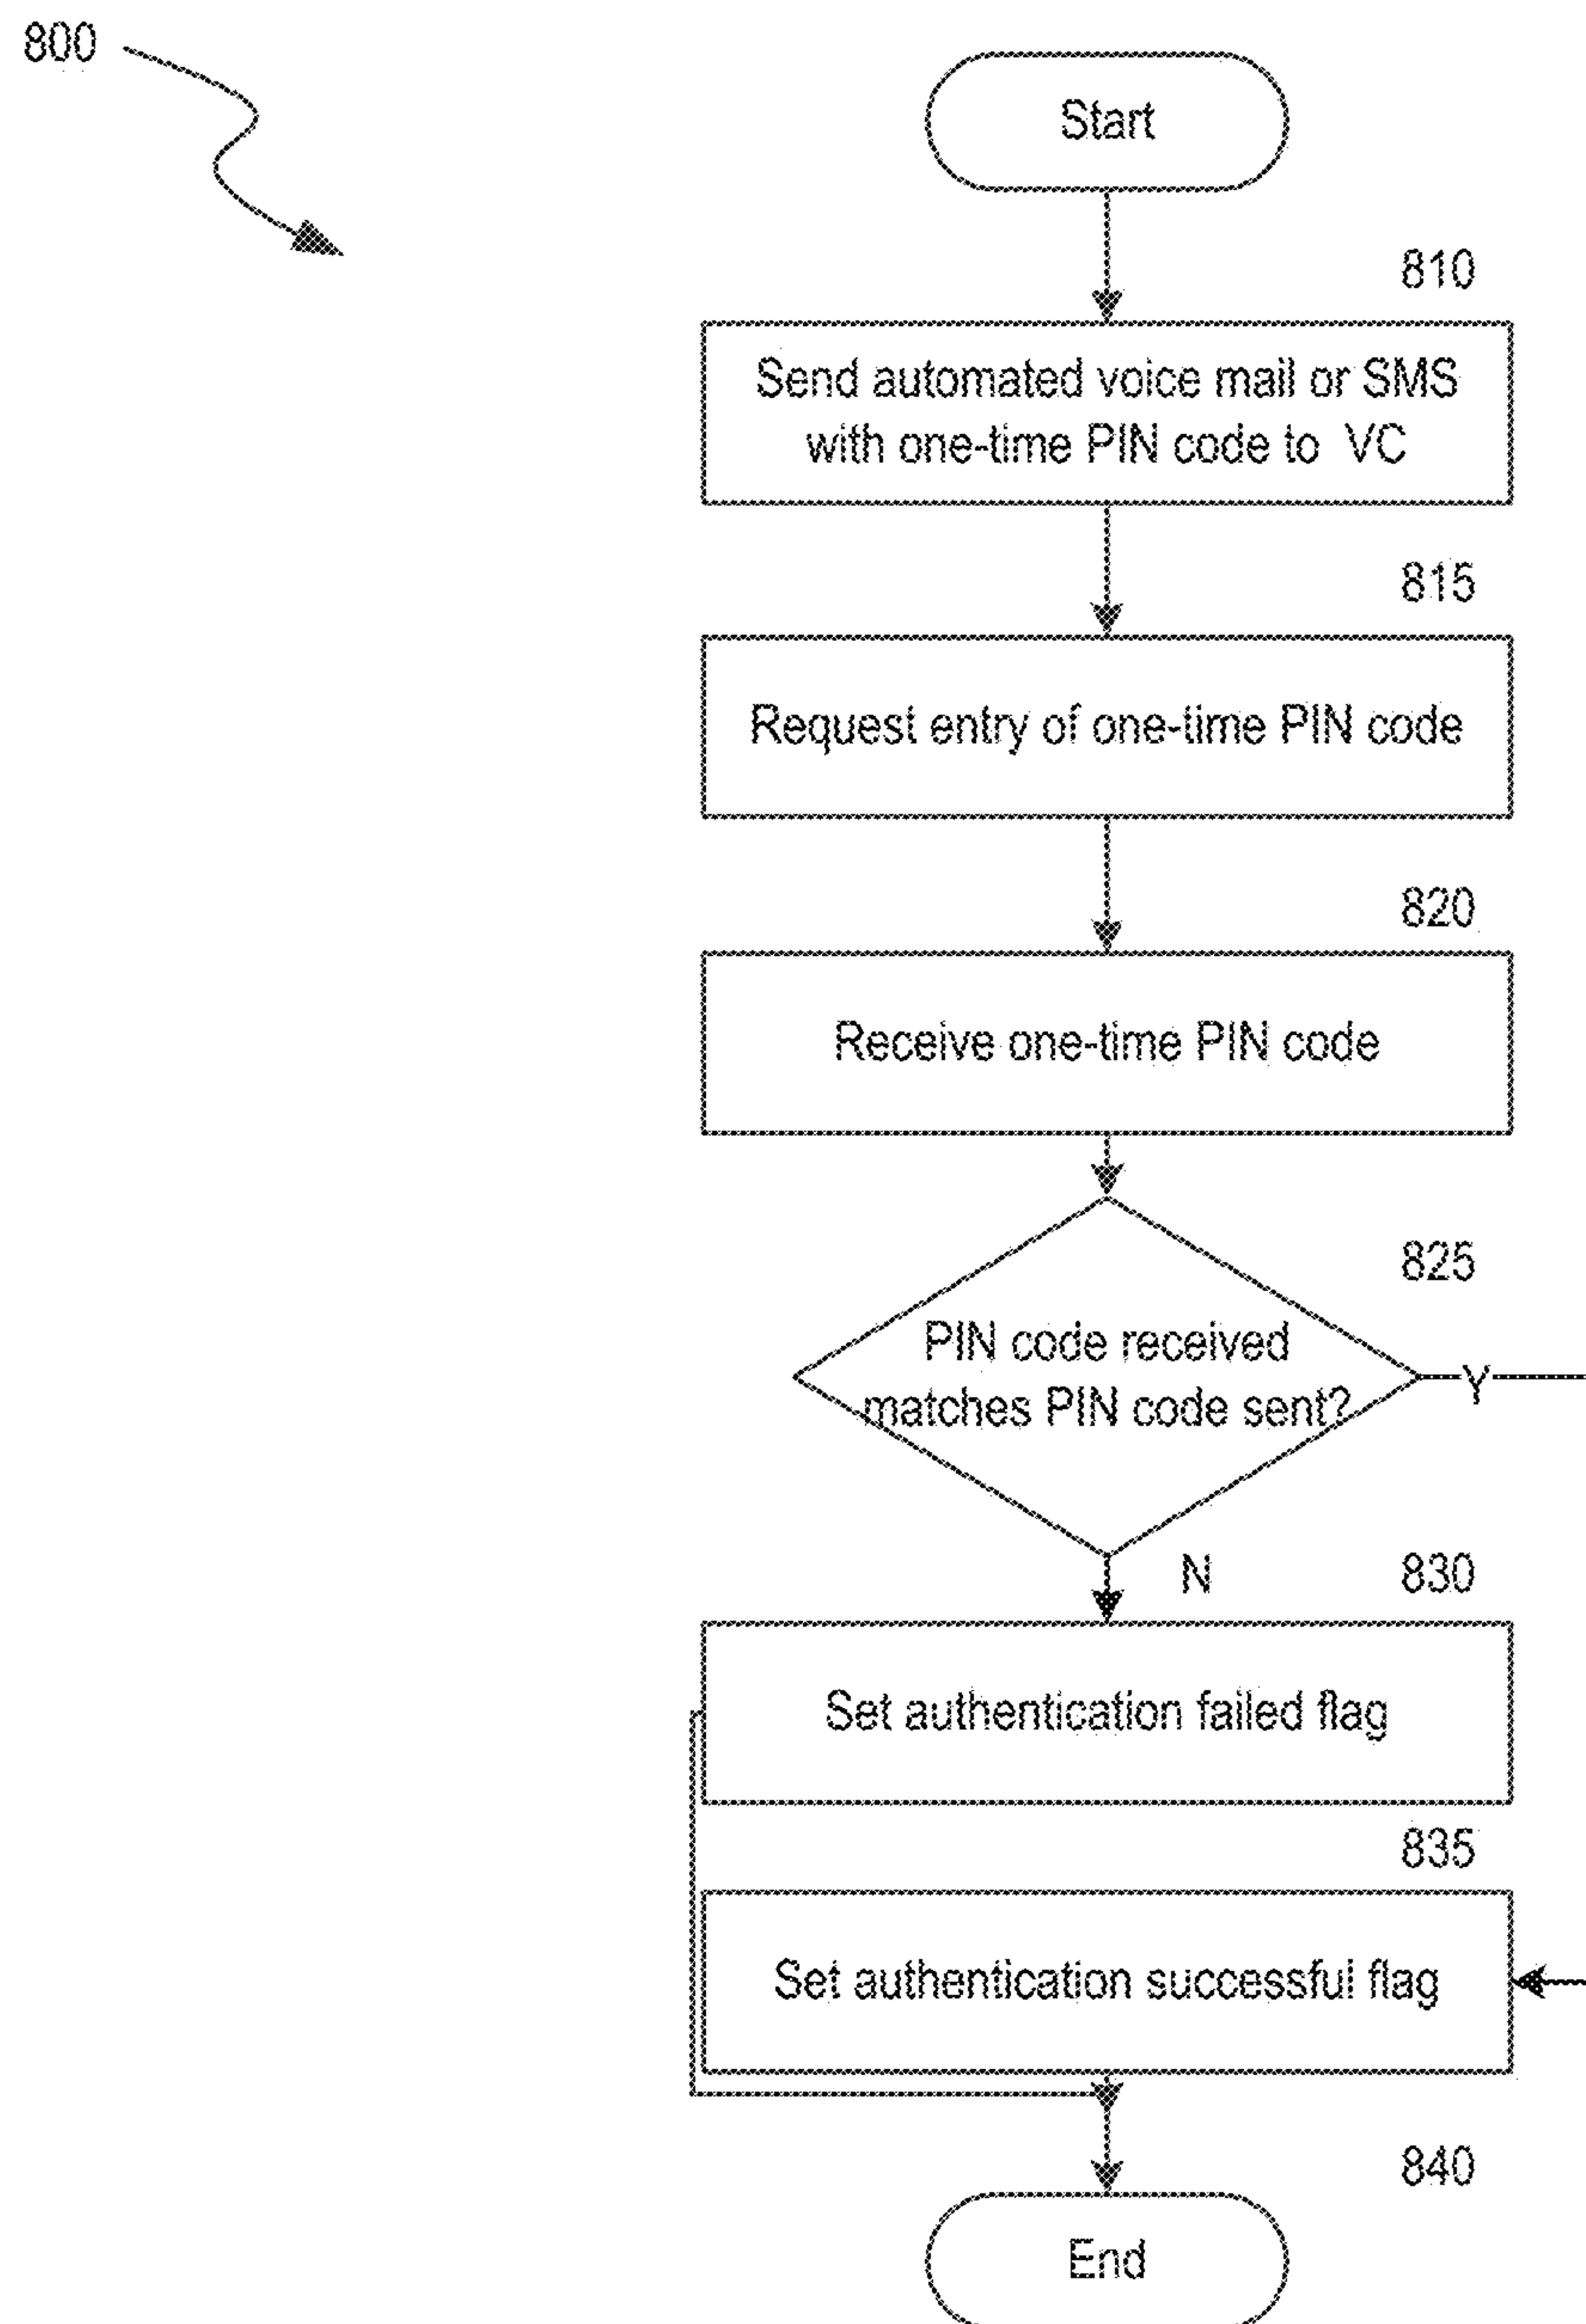 800
Start
810
Send automated voice mail or SMS
with one-time PIN code to VC
815
Request entry of one-time PIN code
820
Receive one-time PIN code
825
PIN code received
matches PIN code sent?
Y
N
830
Set authentication failed flag
835
Set authentication successful flag
840
End